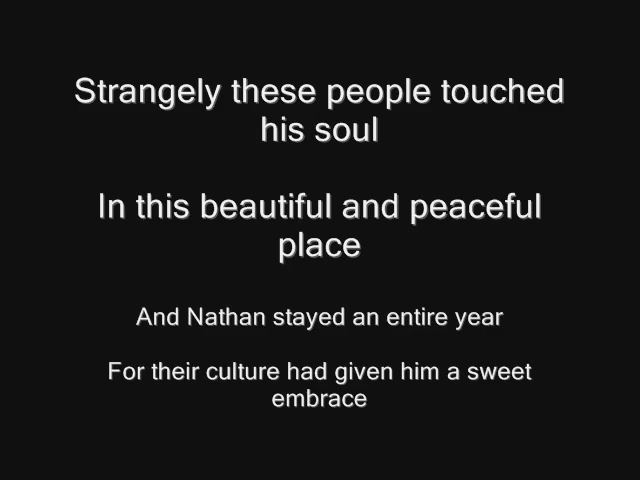 Strangely these people touched
his soul
In this beautiful and peaceful
place
And Nathan stayed an entire year
For their culture had given him a sweet
embrace